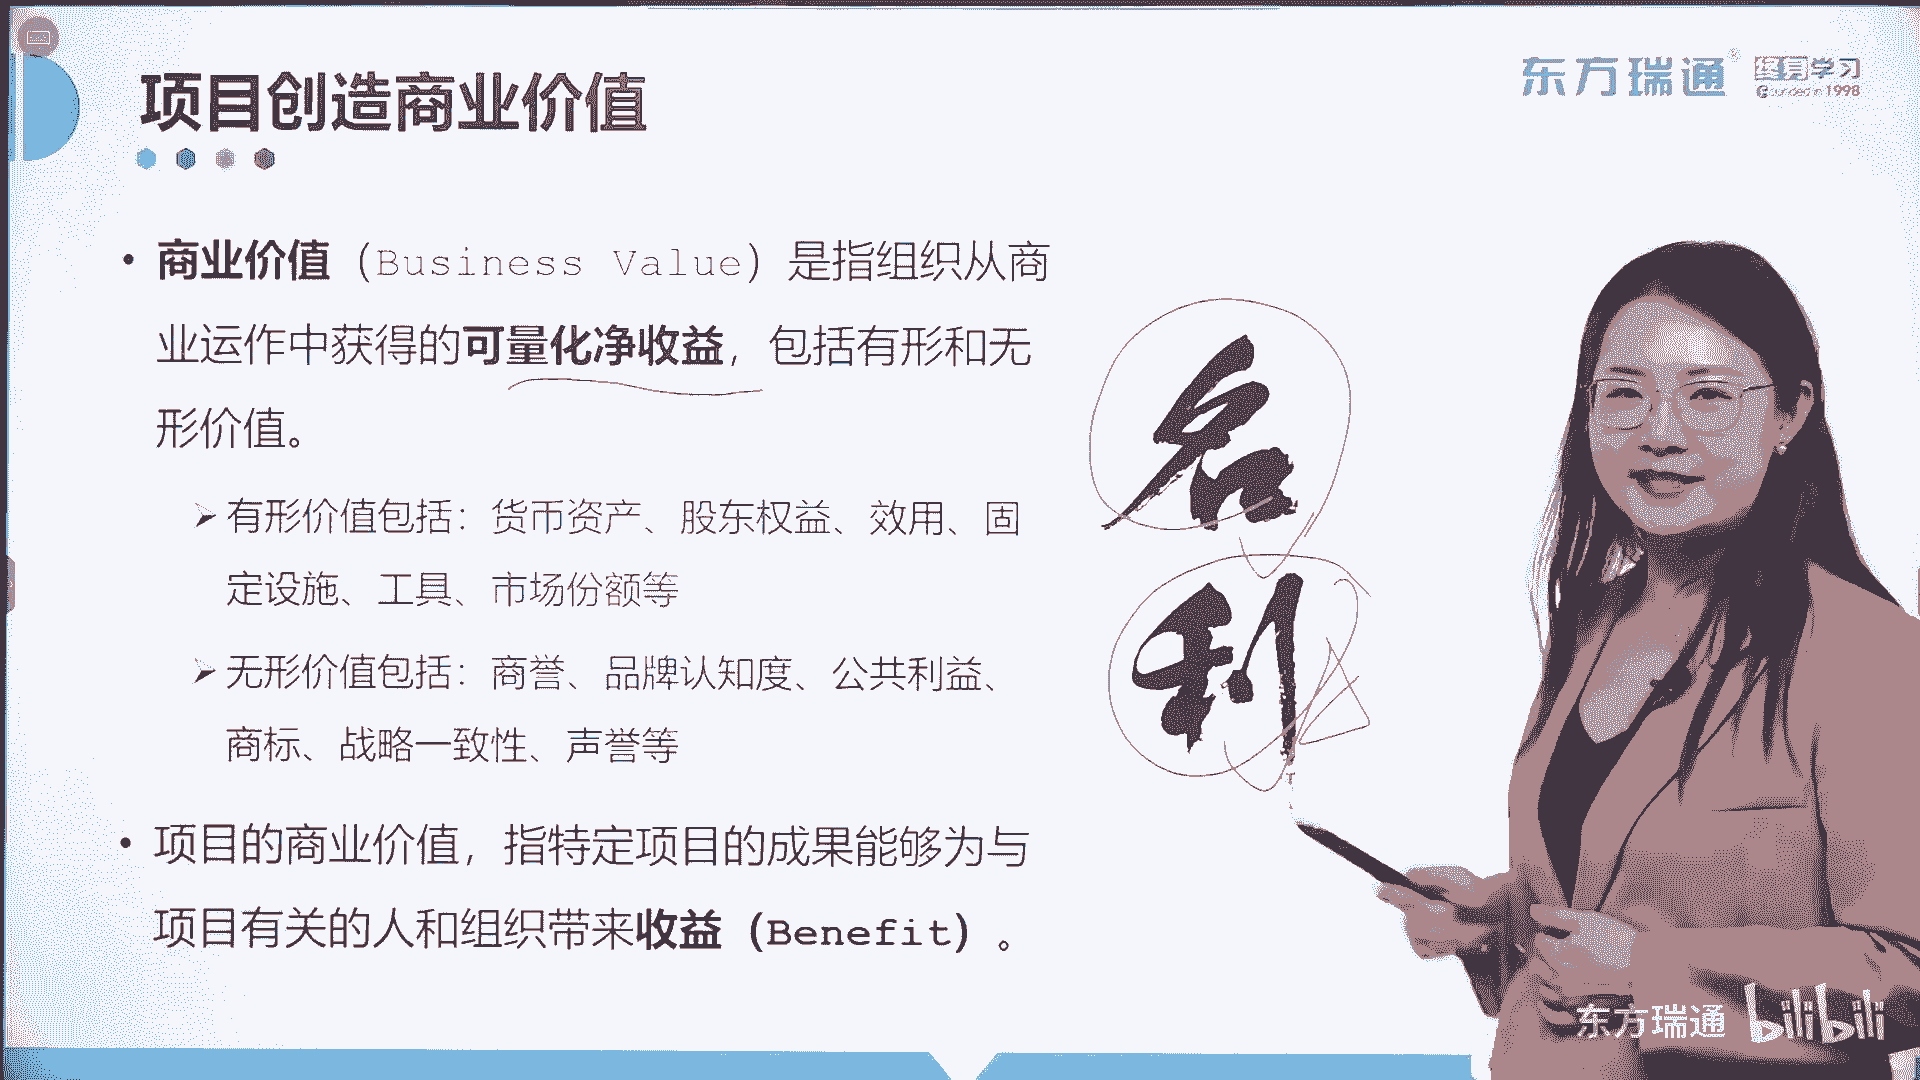 项目创造商业价值
东方瑞通®
终身学习
Founded in 1998
• 商业价值（Business Value）是指组织从商
业运作中获得的可量化净收益，包括有形和无
形价值。
➢ 有形价值包括：货币资产、股东权益、效用、固
定设施、工具、市场份额等
➢ 无形价值包括：商誉、品牌认知度、公共利益、
商标、战略一致性、声誉等
• 项目的商业价值，指特定项目的成果能够为与
项目有关的人和组织带来收益（Benefit）。
名
利
东方瑞通 bilibili